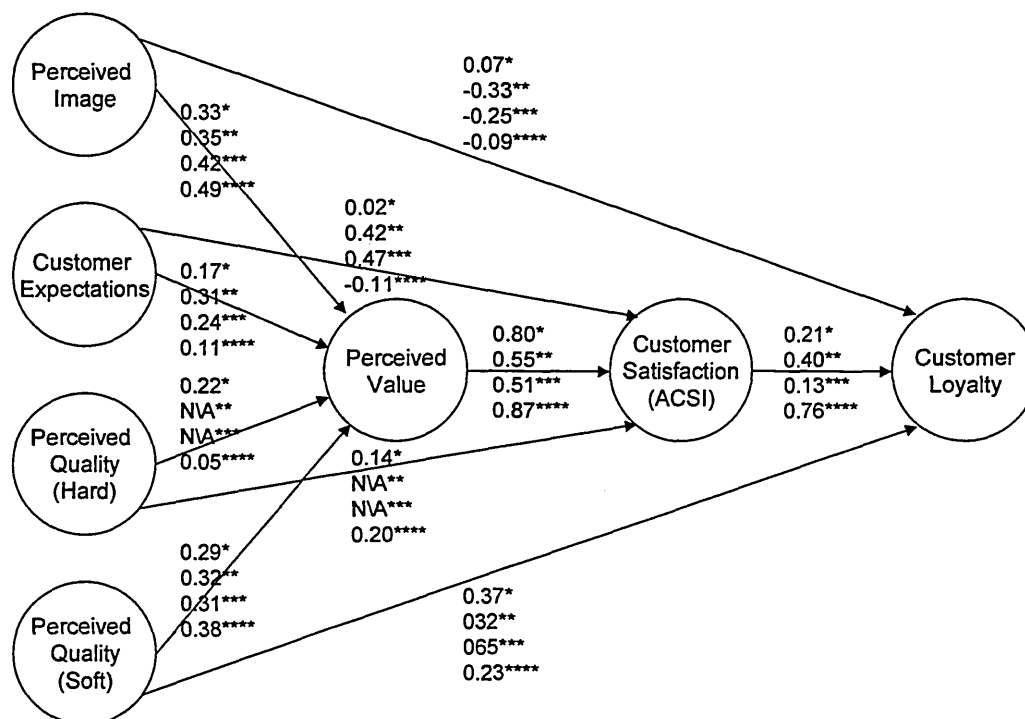 Perceived
Image
0.07*
-0.33**
-0.25***
-0.09****
0.33*
0.35**
0.42***
0.49****
Customer
Expectations
0.02*
0.42**
0.47***
-0.11****
0.17*
0.31**
0.24***
0.11****
Perceived
Value
0.80*
0.55**
0.51***
0.87****
Customer
Satisfaction
(ACSI)
0.21*
0.40**
0.13***
0.76****
Customer
Loyalty
Perceived
Quality
(Hard)
0.22*
N\A**
N\A***
0.05****
0.14*
N\A**
N\A***
0.20****
Perceived
Quality
(Soft)
0.29*
0.32**
0.31***
0.38****
0.37*
032**
065***
0.23****